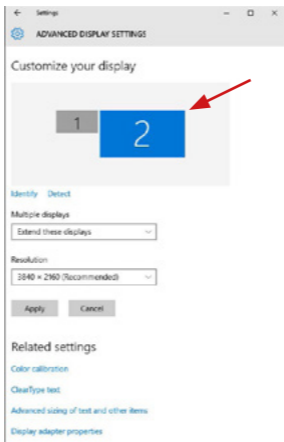 Settings
ADVANCED DISPLAY SETTINGS
Customize your display
1
2
Identify Detect
Multiple displays
Extend these displays
Resolution
3840 × 2960 (Recommended)
Apply Cancel
Related settings
Color calibration
ClearType text
Advanced sizing of text and other items
Display adapter properties